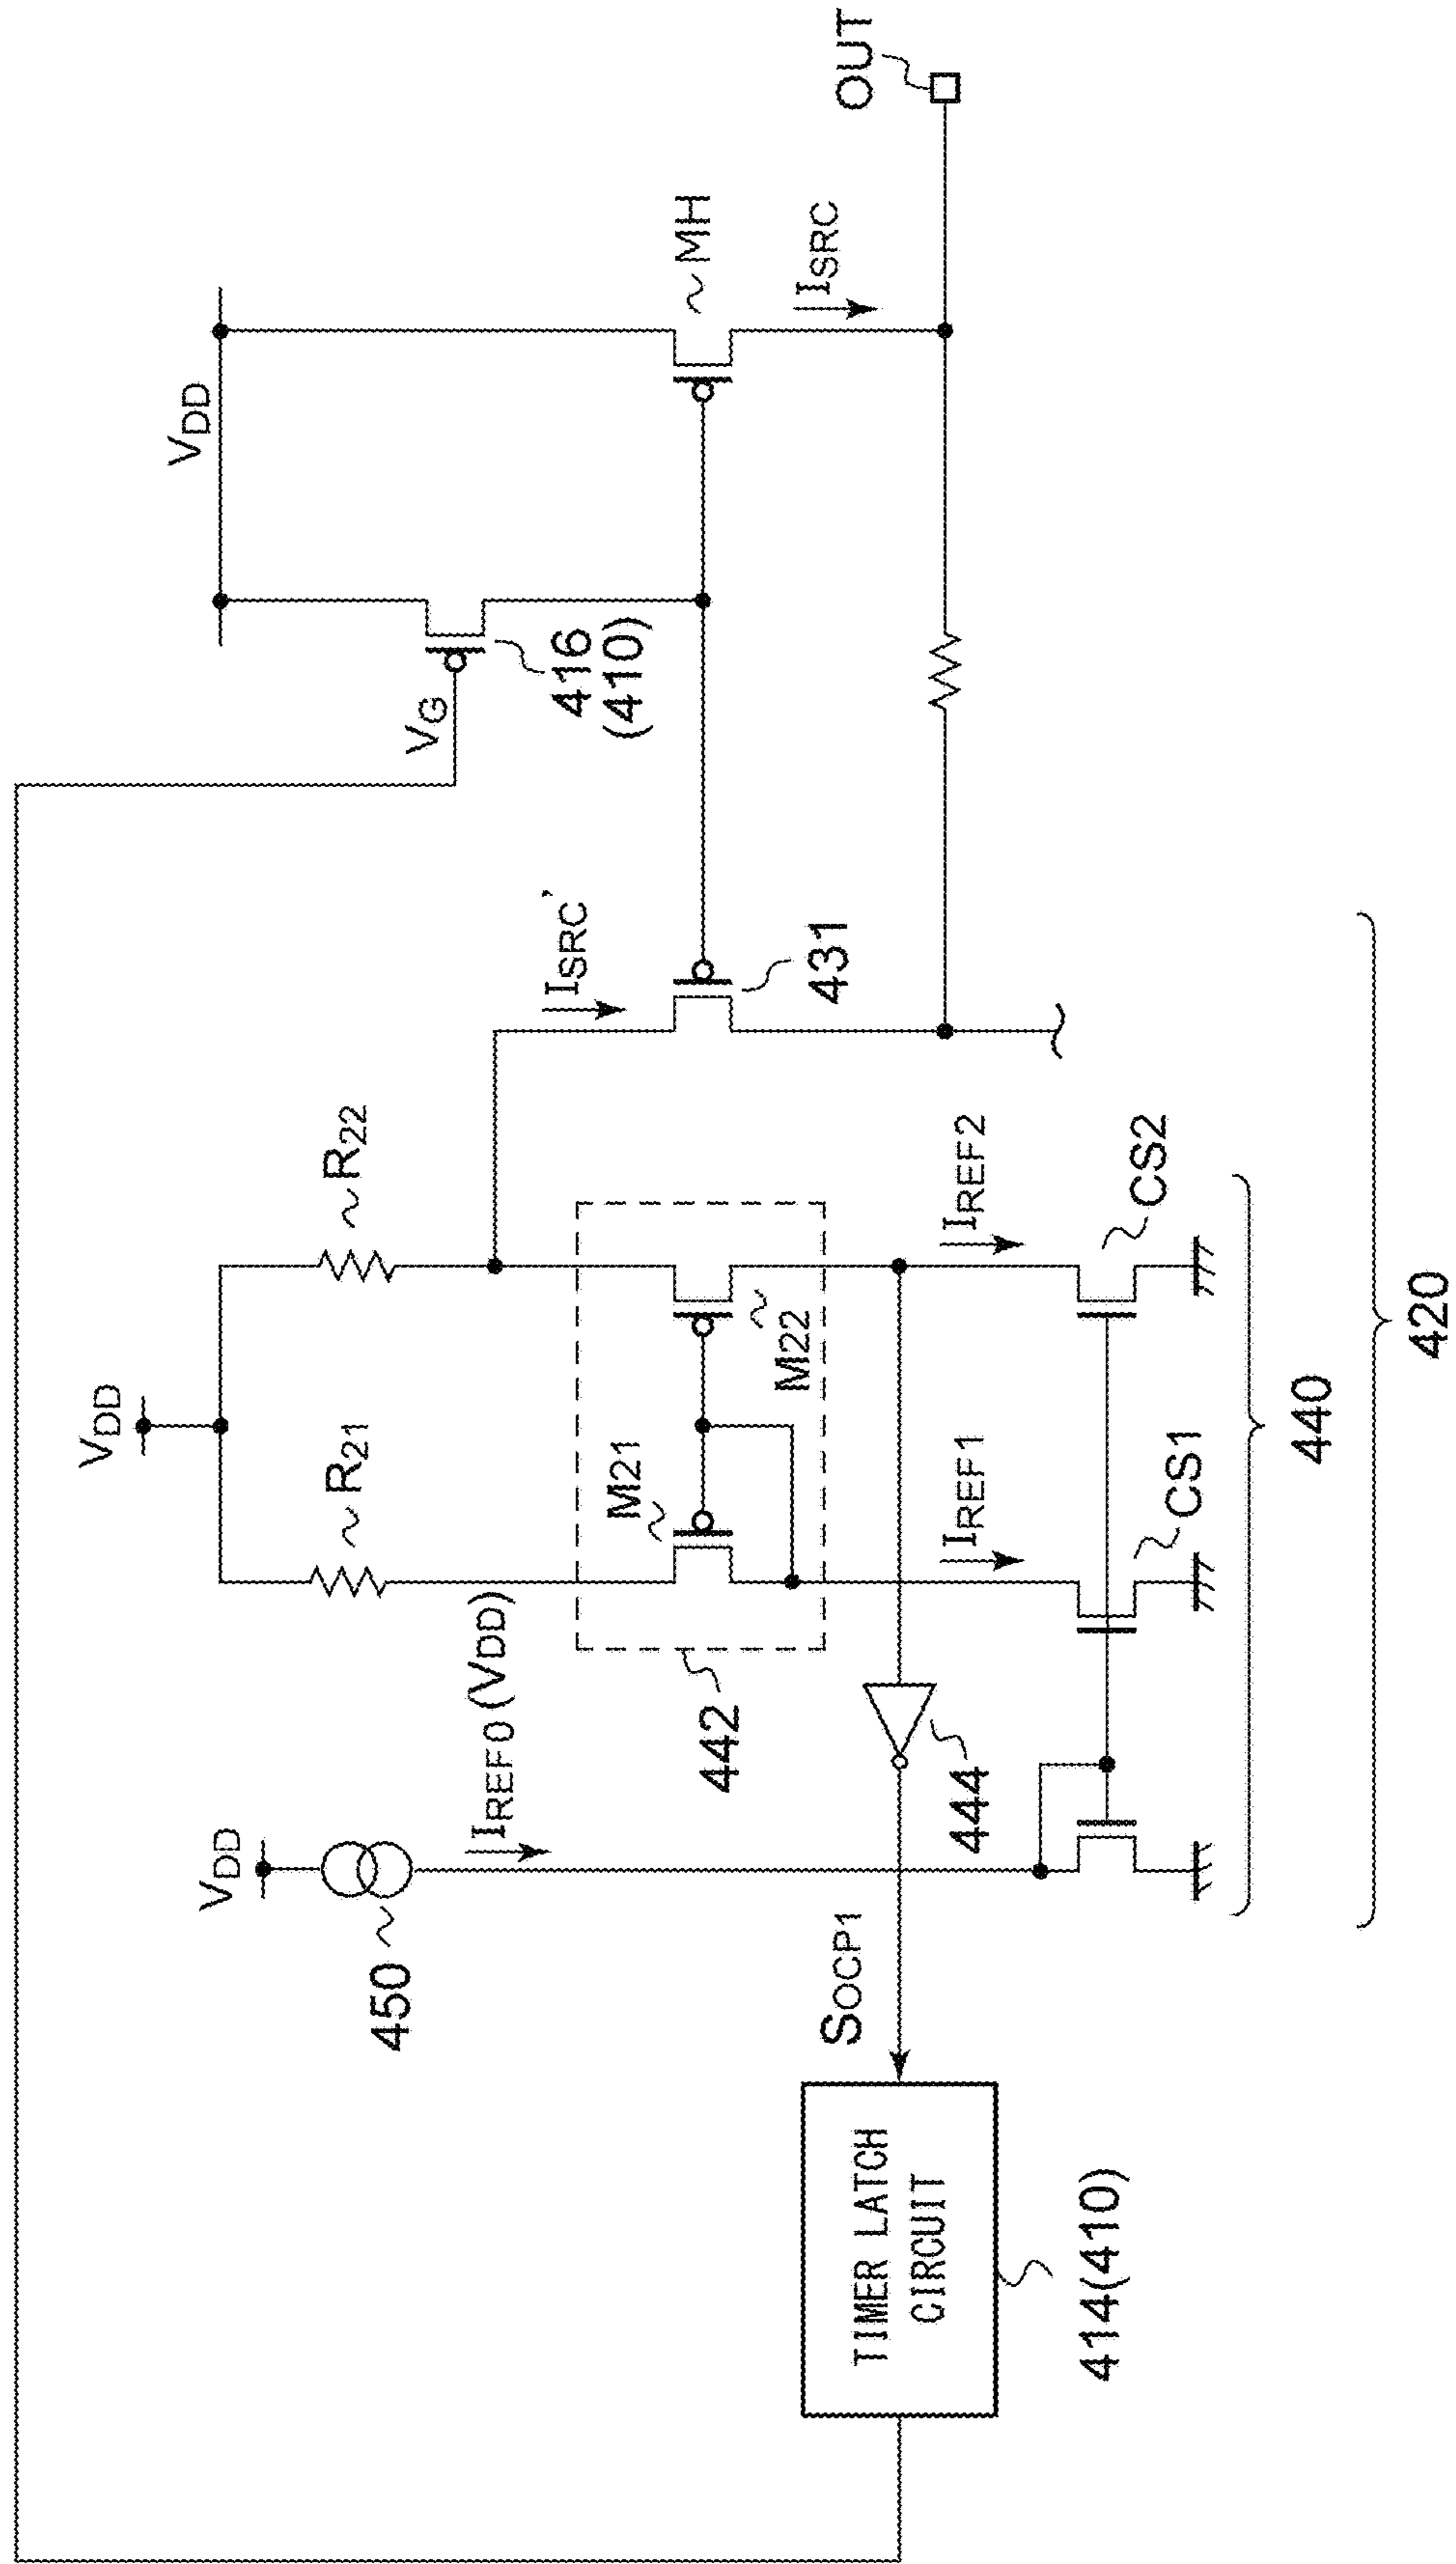 VDD
VDD
VDD
450
IREF0(VDD)
R21
R22
442
M21
M22
444
IREF1
IREF2
CS1
CS2
440
420
SOCP1
TIMER LATCH
CIRCUIT
414(410)
ISRC'
431
VG
416
(410)
MH
ISRC
OUT